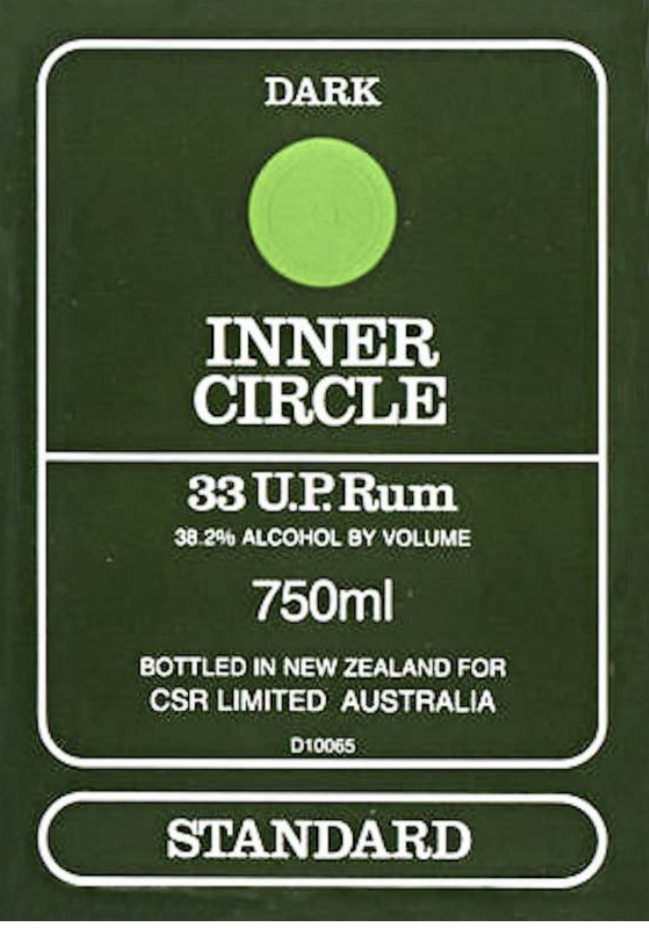 DARK
INNER
CIRCLE
33 U.P. Rum
38.2% ALCOHOL BY VOLUME
750ml
BOTTLED IN NEW ZEALAND FOR
CSR LIMITED AUSTRALIA
D10065
STANDARD